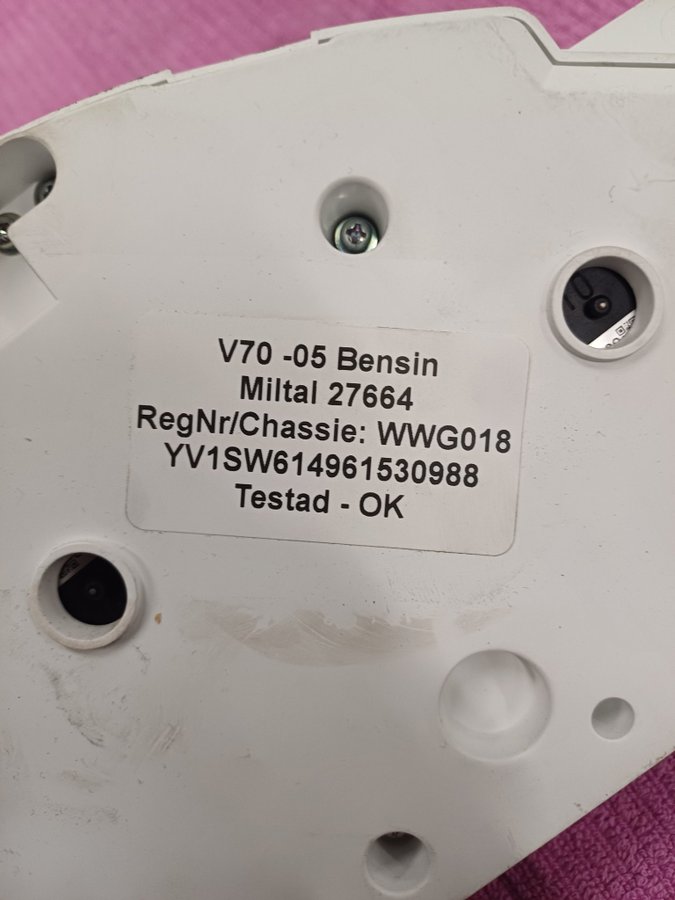 V70 -05 Bensin
Miltal 27664
RegNr/Chassie: WWG018
YV1SW614961530988
Testad - OK